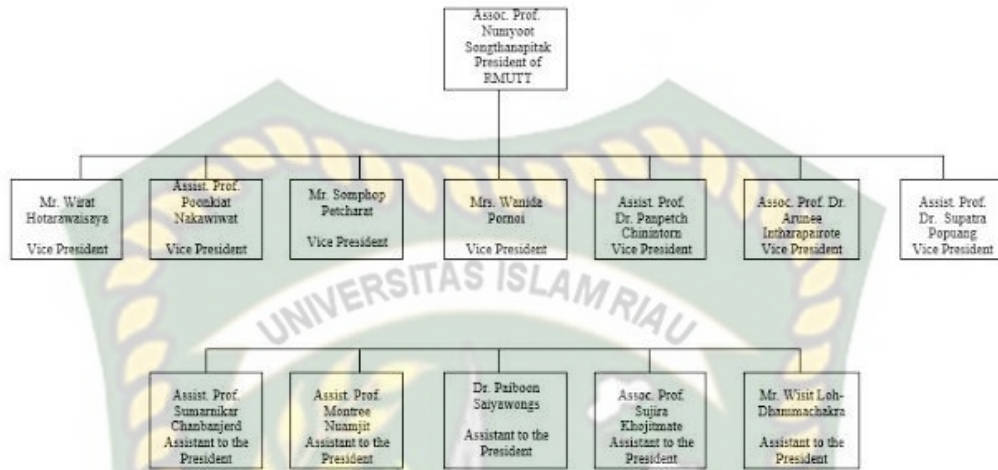 Assoc. Prof.
Numyoot
Songthanapitak
President of
RMUTT
Mr. Wirat
Hotarawaisaya
Vice President
Assist. Prof.
Poonkiat
Nakawiwat
Vice President
Mr. Somphop
Petcharat
Vice President
Mrs. Wanida
Pornoi
Vice President
Assist. Prof.
Dr. Panpetch
Chinintorn
Vice President
Assoc. Prof. Dr.
Arunee
Intharapairote
Vice President
Assist. Prof.
Dr. Supatra
Popuang
Vice President
UNIVERSITAS ISLAM RIAU
Assist. Prof.
Sumarnikar
Chanbanjerd
Assistant to the
President
Assist. Prof.
Montree
Nuamjit
Assistant to the
President
Dr. Paiboon
Saiyawongs
Assistant to the
President
Assoc. Prof.
Sujira
Khojitmate
Assistant to the
President
Mr. Wisit Loh-
Dhammachakra
Assistant to the
President